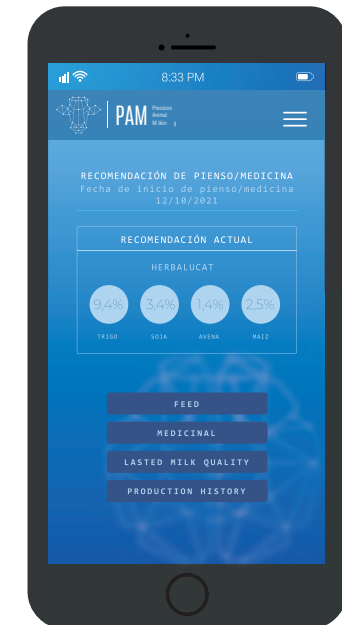 8:33 PM
PAM
Precision
Animal
M lkin g
RECOMENDACIÓN DE PIENSO/MEDICINA
Fecha de inicio de pienso/medicina
12/10/2021
RECOMENDACIÓN ACTUAL
HERBALUCAT
9,4% 3,4% 1,4% 2,5%
TRIGO SOJA AVENA MAIZ
FEED
MEDICINAL
LASTED MILK QUALITY
PRODUCTION HISTORY